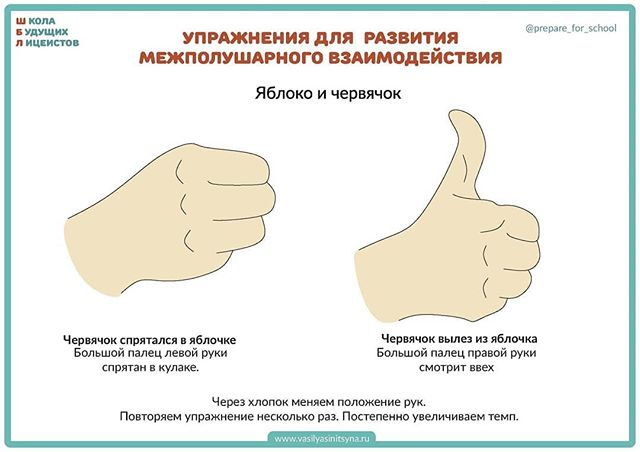 Ш КОЛА
Б УДУЩИХ
Л ИЦЕИСТОВ
УПРАЖНЕНИЯ ДЛЯ РАЗВИТИЯ
МЕЖПОЛУШАРНОГО ВЗАИМОДЕЙСТВИЯ
@prepare_for_school
Яблоко и червячок
Червячок спрятался в яблочке
Большой палец левой руки
спрятан в кулаке.
Червячок вылез из яблочка
Большой палец правой руки
смотрит ввех
Через хлопок меняем положение рук.
Повторяем упражнение несколько раз. Постепенно увеличиваем темп.
www.vasilyasinitsyna.ru